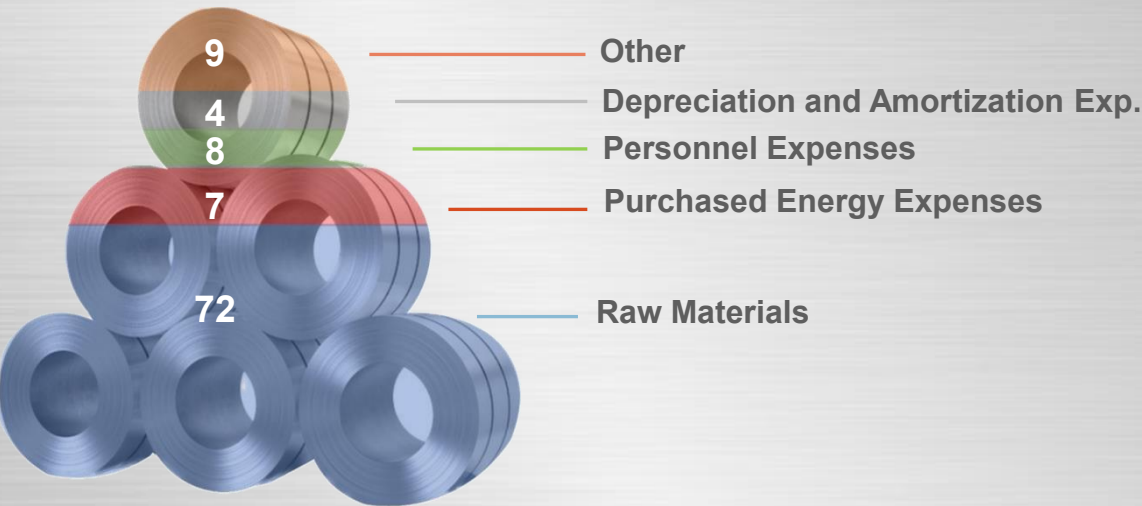 9 Other
4 Depreciation and Amortization Exp.
8 Personnel Expenses
7 Purchased Energy Expenses
72 Raw Materials